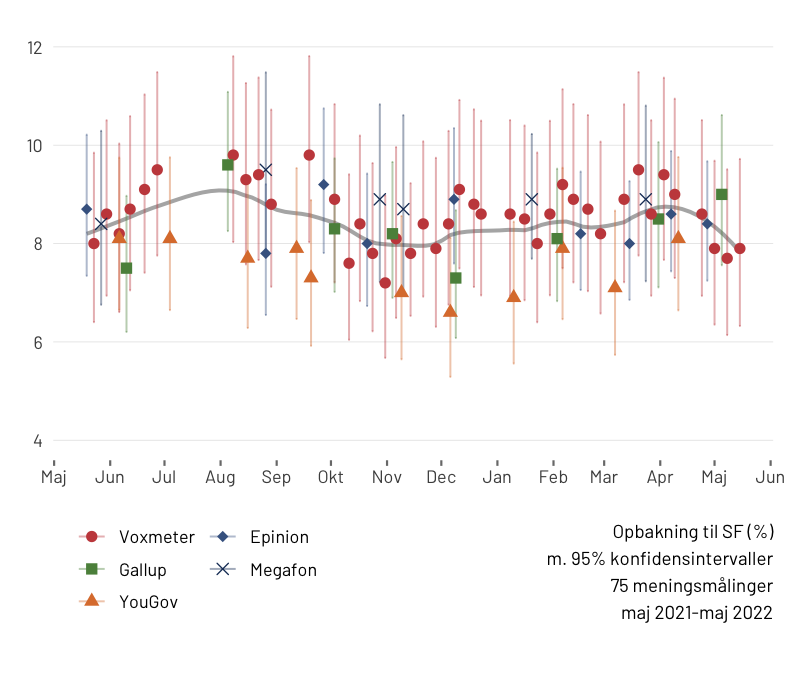 12
10
8
6
4
Maj Jun Jul Aug Sep Okt Nov Dec Jan Feb Mar Apr Maj Jun
Voxmeter Epinion
Gallup Megafon
YouGov
Opbakning til SF (%)
m. 95% konfidensintervaller
75 meningsmålinger
maj 2021-maj 2022